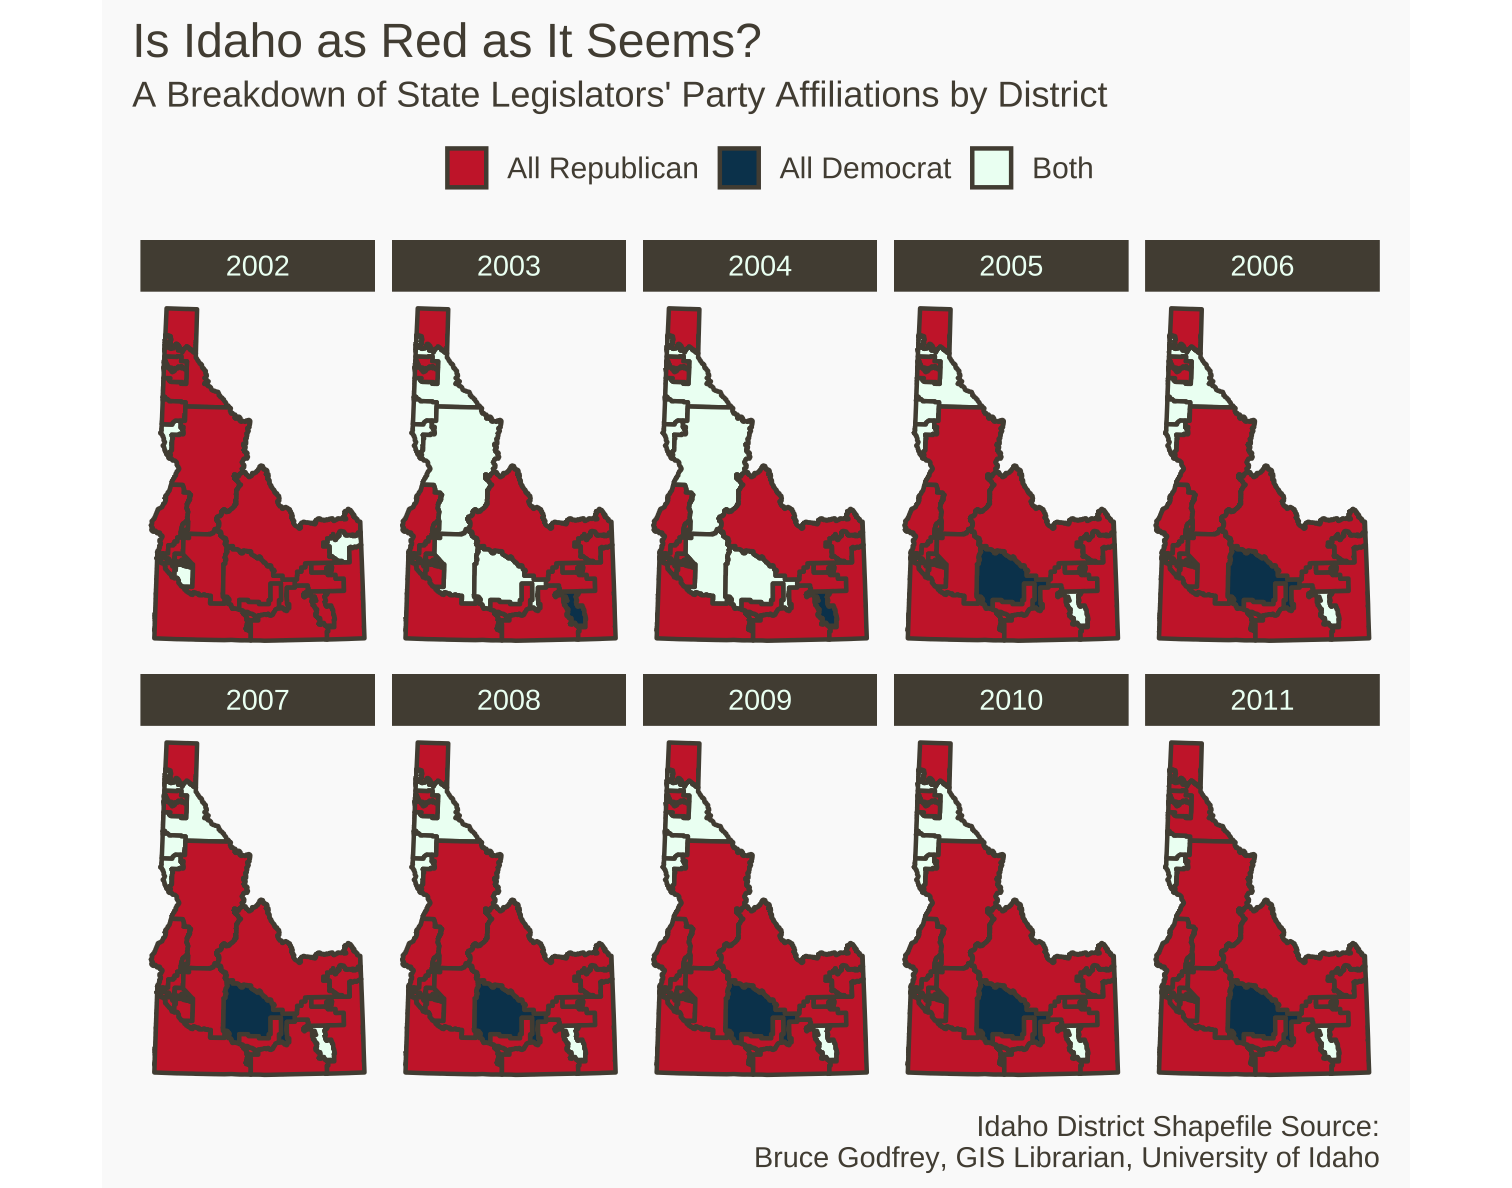 Is Idaho as Red as It Seems?
A Breakdown of State Legislators' Party Affiliations by District
All Republican All Democrat Both
2002 2003 2004 2005 2006
2007 2008 2009 2010 2011
Idaho District Shapefile Source:
Bruce Godfrey, GIS Librarian, University of Idaho